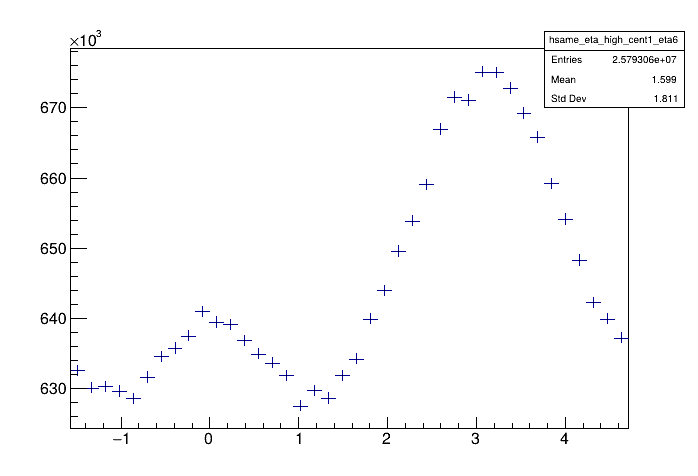 ×10³
hsame_eta_high_cent1_eta6
Entries 2.579306e+07
Mean 1.599
Std Dev 1.811
670
660
650
640
630
−1 0 1 2 3 4